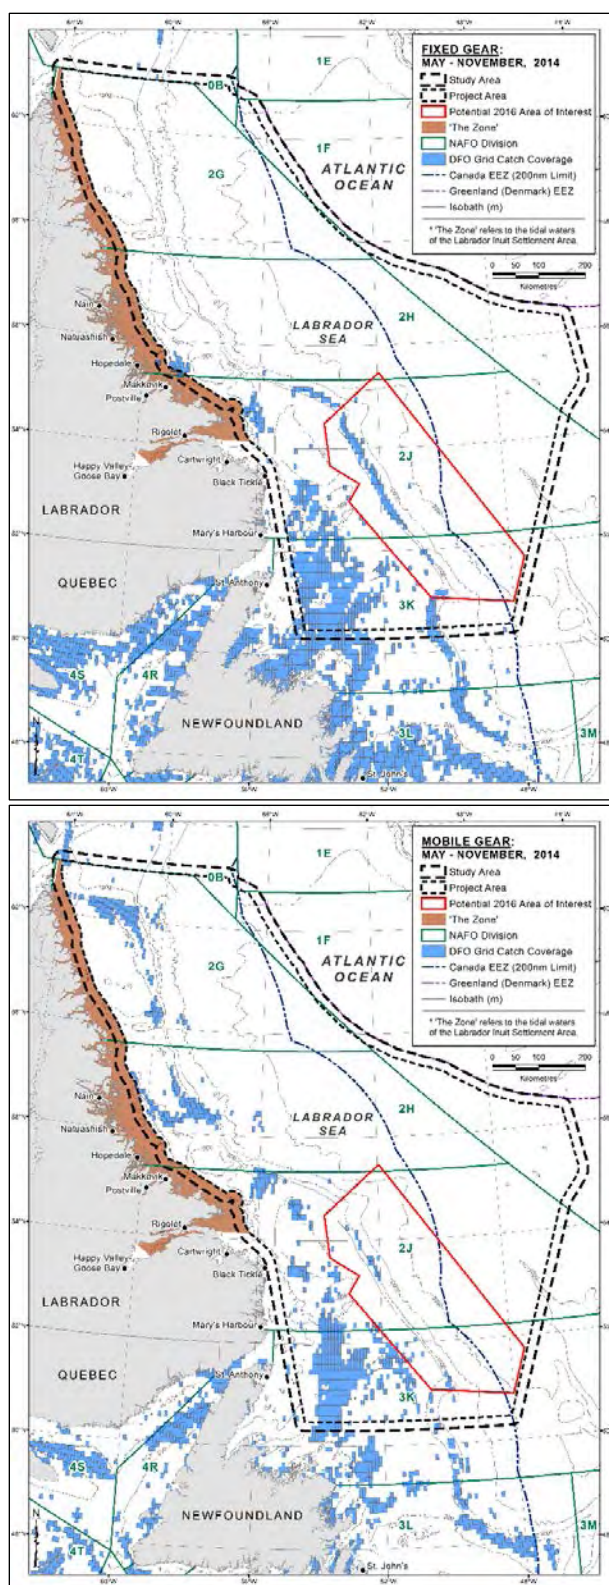 1E
FIXED GEAR:
MAY - NOVEMBER, 2014
Study Area
Project Area
Potential 2016 Area of Interest
'The Zone'
NAFO Division
DFO Grid Catch Coverage
Canada EEZ (200nm Limit)
Greenland (Denmark) EEZ
Isobath (m)
* 'The Zone' refers to the tidal waters
of the Labrador Inuit Settlement Area.
0 50 100 200
Kilometres
0B
1F
ATLANTIC
OCEAN
2G
2H
LABRADOR
SEA
Nain
Natuashish
Hopedale
Makkovik
Postville
Rigolet
2J
Happy Valley-
Goose Bay
Cartwright
Black Tickle
LABRADOR
Mary's Harbour
QUEBEC
St. Anthony
3K
4S
4R
NEWFOUNDLAND
3L
3M
4T
N
St. John's
1E
MOBILE GEAR:
MAY - NOVEMBER, 2014
Study Area
Project Area
Potential 2016 Area of Interest
'The Zone'
NAFO Division
DFO Grid Catch Coverage
Canada EEZ (200nm Limit)
Greenland (Denmark) EEZ
Isobath (m)
* 'The Zone' refers to the tidal waters
of the Labrador Inuit Settlement Area.
0 50 100 200
Kilometres
0B
1F
ATLANTIC
OCEAN
2G
2H
LABRADOR
SEA
Nain
Natuashish
Hopedale
Makkovik
Postville
Rigolet
2J
Happy Valley-
Goose Bay
Cartwright
Black Tickle
LABRADOR
Mary's Harbour
QUEBEC
St. Anthony
3K
4S
4R
NEWFOUNDLAND
3L
3M
4T
N
St. John's